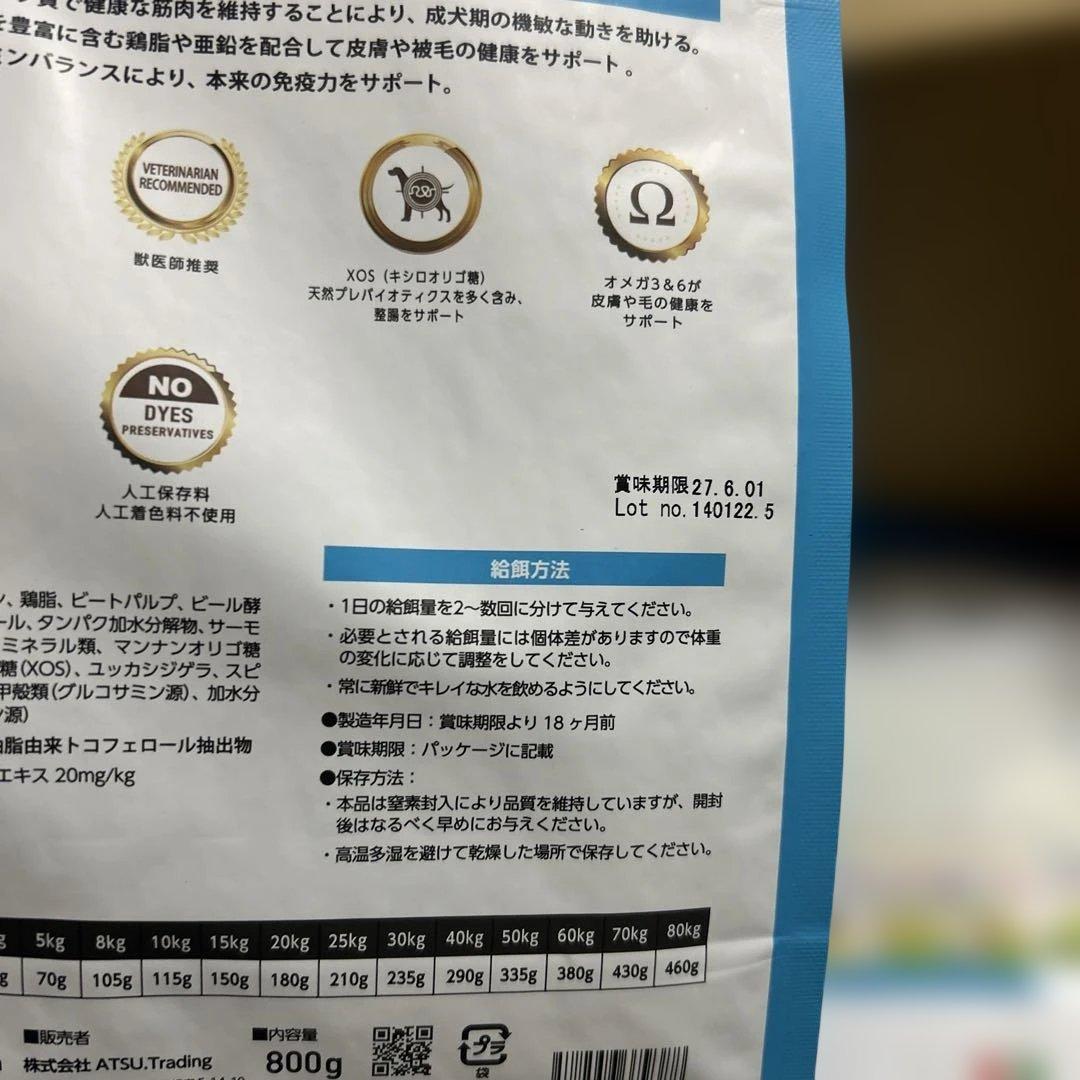 質で健康な筋肉を維持することにより、成犬期の機敏な動きを助ける。
を豊富に含む鶏脂や亜鉛を配合して皮膚や被毛の健康をサポート。
ミンバランスにより、本来の免疫力をサポート。
VETERINARIAN
RECOMMENDED
獣医師推奨
XOS（キシロオリゴ糖）
天然プレバイオティクスを多く含み、
整腸をサポート
Ω
オメガ3＆6が
皮膚や毛の健康を
サポート
NO
DYES
PRESERVATIVES
人工保存料
人工着色料不使用
賞味期限27.6.01
Lot no.140122.5
給餌方法
・1日の給餌量を2〜数回に分けて与えてください。
・必要とされる給餌量には個体差がありますので体重
の変化に応じて調整をしてください。
・常に新鮮でキレイな水を飲めるようにしてください。
●製造年月日：賞味期限より18ヶ月前
●賞味期限：パッケージに記載
●保存方法：
・本品は窒素封入により品質を維持していますが、開封
後はなるべく早めにお与えください。
・高温多湿を避けて乾燥した場所で保存してください。
、鶏脂、ビートパルプ、ビール酵
ール、タンパク加水分解物、サーモ
ミネラル類、マンナンオリゴ糖
糖（XOS）、ユッカシジゲラ、スピ
甲殻類（グルコサミン源）、加水分
源）
油脂由来トコフェロール抽出物
エキス 20mg/kg
g 5kg 8kg 10kg 15kg 20kg 25kg 30kg 40kg 50kg 60kg 70kg 80kg
g 70g 105g 115g 150g 180g 210g 235g 290g 335g 380g 430g 460g
■販売者
株式会社 ATSU.Trading
■内容量
800g
プラ
袋